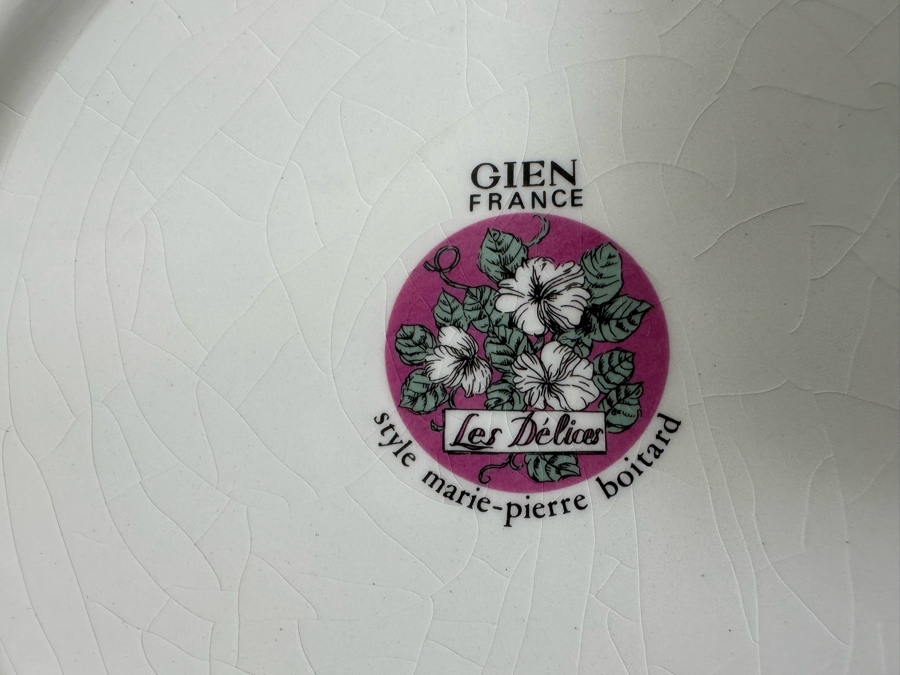 GIEN
FRANCE
Les Délices
style marie-pierre boitard